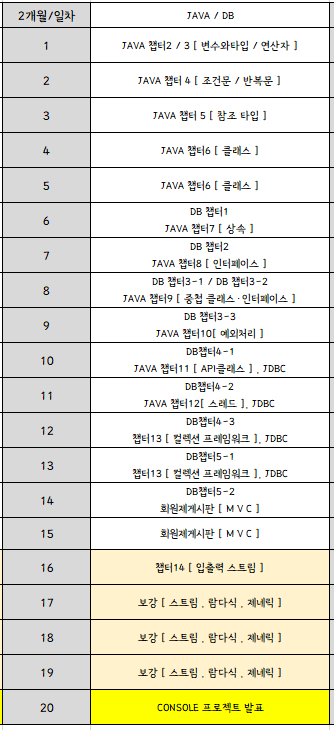 2개월/일차 JAVA / DB
1 JAVA 챕터2 / 3 [ 변수와타입 / 연산자 ]
2 JAVA 챕터 4 [ 조건문 / 반복문 ]
3 JAVA 챕터 5 [ 참조 타입 ]
4 JAVA 챕터6 [ 클래스 ]
5 JAVA 챕터6 [ 클래스 ]
6 DB 챕터1
JAVA 챕터7 [ 상속 ]
7 DB 챕터2
JAVA 챕터8 [ 인터페이스 ]
8 DB 챕터3-1 / DB 챕터3-2
JAVA 챕터9 [ 중첩 클래스·인터페이스 ]
9 DB 챕터3-3
JAVA 챕터10[ 예외처리 ]
10 DB챕터4-1
JAVA 챕터11 [ API클래스 ] , JDBC
11 DB챕터4-2
JAVA 챕터12[ 스레드 ], JDBC
12 DB챕터4-3
챕터13 [ 컬렉션 프레임워크 ], JDBC
13 DB챕터5-1
챕터13 [ 컬렉션 프레임워크 ], JDBC
14 DB챕터5-2
회원제게시판 [ M V C ]
15 회원제게시판 [ M V C ]
16 챕터14 [ 입출력 스트림 ]
17 보강 [ 스트림 , 람다식 , 제네릭 ]
18 보강 [ 스트림 , 람다식 , 제네릭 ]
19 보강 [ 스트림 , 람다식 , 제네릭 ]
20 CONSOLE 프로젝트 발표